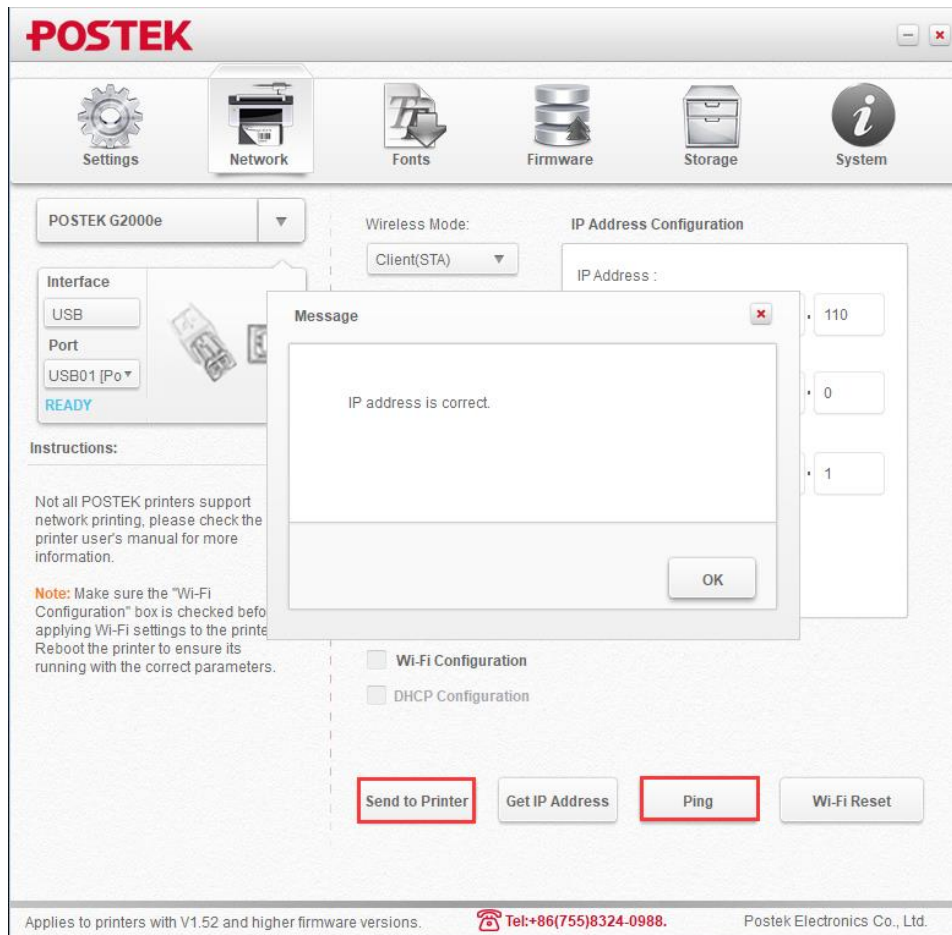 POSTEK
Settings
Network
Fonts
Firmware
Storage
System
POSTEK G2000e
Interface
USB
Port
USB01 [Po
READY
Instructions:
Not all POSTEK printers support
network printing, please check the
printer user's manual for more
information.
Note: Make sure the "Wi-Fi
Configuration" box is checked befo
applying Wi-Fi settings to the printe
Reboot the printer to ensure its
running with the correct parameters.
Wireless Mode:
Client(STA)
IP Address Configuration
IP Address :
. 110
. 0
. 1
Message
IP address is correct.
OK
Wi-Fi Configuration
DHCP Configuration
Send to Printer
Get IP Address
Ping
Wi-Fi Reset
Applies to printers with V1.52 and higher firmware versions.
Tel:+86(755)8324-0988.
Postek Electronics Co., Ltd.